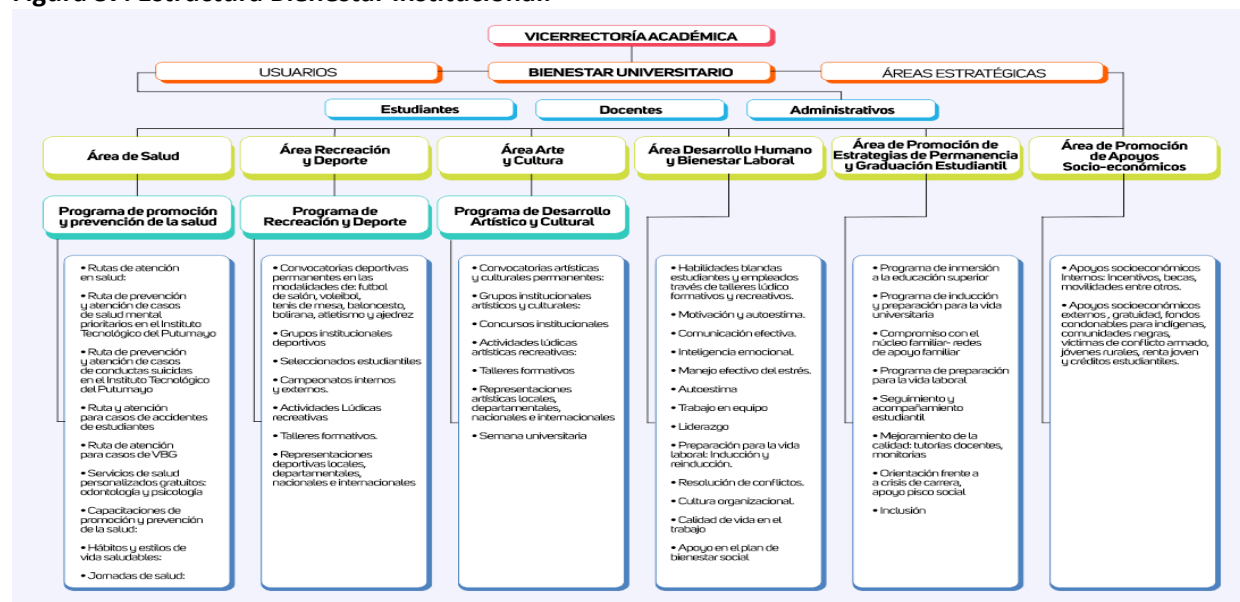 VICERRECTORÍA ACADÉMICA
USUARIOS
BIENESTAR UNIVERSITARIO
ÁREAS ESTRATÉGICAS
Estudiantes
Docentes
Administrativos
Área de Salud
Área Recreación
y Deporte
Área Arte
y Cultura
Área Desarrollo Humano
y Bienestar Laboral
Área de Promoción de
Estrategias de Permanencia
y Graduación Estudiantil
Área de Promoción
de Apoyos
Socio-económicos
Programa de promoción
y prevención de la salud
Programa de
Recreación y Deporte
Programa de Desarrollo
Artístico y Cultural
• Rutas de atención
en salud:
• Ruta de prevención
y atención de casos
de salud mental
prioritarios en el Instituto
Tecnológico del Putumayo
• Ruta de prevención
y atención de casos
de conductas suicidas
en el Instituto Tecnológico
del Putumayo
• Ruta y atención
para casos de accidentes
de estudiantes
• Ruta de atención
para casos de VBG
• Servicios de salud
personalizados gratuitos:
odontología y psicología
• Capacitaciones de
promoción y prevención
de la salud:
• Hábitos y estilos de
vida saludables:
• Jornadas de salud:
• Convocatorias deportivas
permanentes en las
modalidades de: futbol
de salón, voleibol,
tenis de mesa, baloncesto,
bolirana, atletismo y ajedrez
• Grupos institucionales
deportivos
• Seleccionados estudiantiles
• Campeonatos internos
y externos.
• Actividades Lúdicas
recreativas
• Talleres formativos.
• Representaciones
deportivas locales,
departamentales,
nacionales e internacionales
• Convocatorias artísticas
y culturales permanentes:
• Grupos institucionales
artísticos y culturales:
• Concursos institucionales
• Actividades lúdicas
artísticas recreativas:
• Talleres formativos
• Representaciones
artísticas locales,
departamentales,
nacionales e internacionales
• Semana universitaria
• Habilidades blandas
estudiantes y empleados
través de talleres lúdico
formativos y recreativos.
• Motivación y autoestima.
• Comunicación efectiva.
• Inteligencia emocional.
• Manejo efectivo del estrés.
• Autoestima
• Trabajo en equipo
• Liderazgo
• Preparación para la vida
laboral: Inducción y
reinducción.
• Resolución de conflictos.
• Cultura organizacional.
• Calidad de vida en el
trabajo
• Apoyo en el plan de
bienestar social
• Programa de inmersión
a la educación superior
• Programa de inducción
y preparación para la vida
universitaria
• Compromiso con el
núcleo familiar- redes
de apoyo familiar
• Programa de preparación
para la vida laboral
• Seguimiento y
acompañamiento
estudiantil
• Mejoramiento de la
calidad: tutorías docentes,
monitorias
• Orientación frente a
a crisis de carrera,
apoyo pisco social
• Inclusión
• Apoyos socioeconómicos
Internos: Incentivos, becas,
movilidades entre otros.
• Apoyos socioeconómicos
externos , gratuidad, fondos
condonables para indígenas,
comunidades negras,
víctimas de conflicto armado,
jóvenes rurales, renta joven
y créditos estudiantiles.